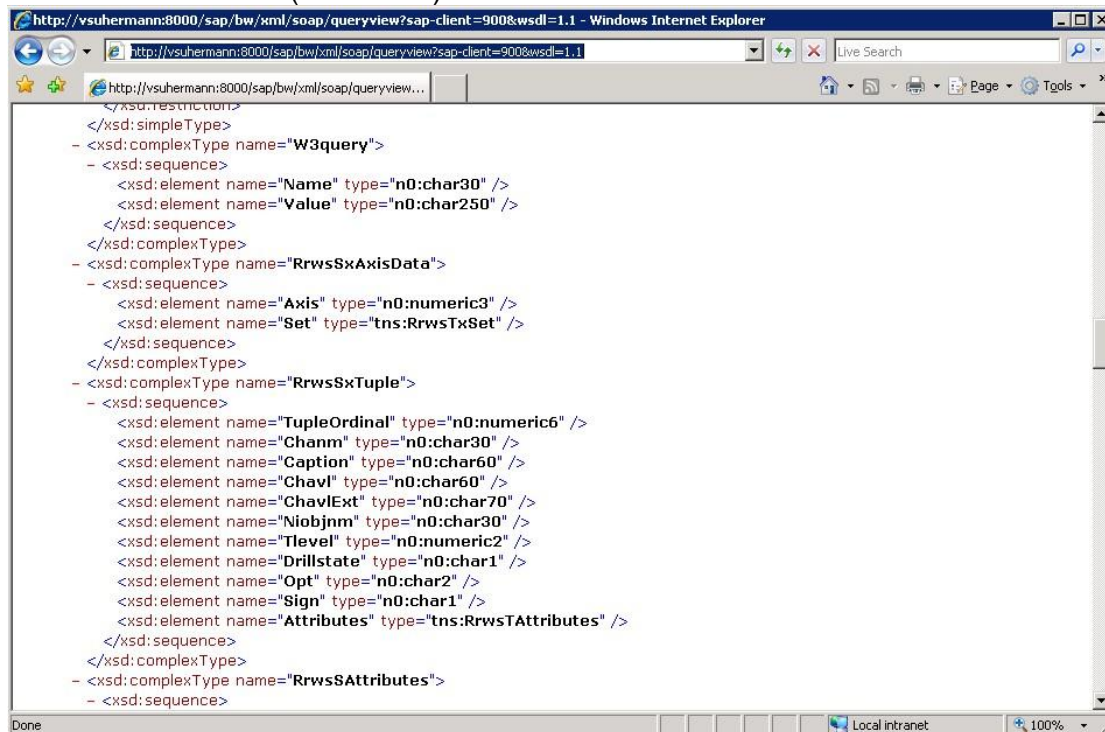 http://vsuhermann:8000/sap/bw/xml/soap/queryview?sap-client=900&wsdl=1.1 - Windows Internet Explorer
http://vsuhermann:8000/sap/bw/xml/soap/queryview?sap-client=900&wsdl=1.1
Live Search
http://vsuhermann:8000/sap/bw/xml/soap/queryview...
Page Tools
</xsd:restriction>
</xsd:simpleType>
- <xsd:complexType name="W3query">
- <xsd:sequence>
<xsd:element name="Name" type="n0:char30" />
<xsd:element name="Value" type="n0:char250" />
</xsd:sequence>
</xsd:complexType>
- <xsd:complexType name="RrwsSxAxisData">
- <xsd:sequence>
<xsd:element name="Axis" type="n0:numeric3" />
<xsd:element name="Set" type="tns:RrwsTxSet" />
</xsd:sequence>
</xsd:complexType>
- <xsd:complexType name="RrwsSxTuple">
- <xsd:sequence>
<xsd:element name="TupleOrdinal" type="n0:numeric6" />
<xsd:element name="Chanm" type="n0:char30" />
<xsd:element name="Caption" type="n0:char60" />
<xsd:element name="Chavl" type="n0:char60" />
<xsd:element name="ChavlExt" type="n0:char70" />
<xsd:element name="Niobjnm" type="n0:char30" />
<xsd:element name="Tlevel" type="n0:numeric2" />
<xsd:element name="Drillstate" type="n0:char1" />
<xsd:element name="Opt" type="n0:char2" />
<xsd:element name="Sign" type="n0:char1" />
<xsd:element name="Attributes" type="tns:RrwsTAttributes" />
</xsd:sequence>
</xsd:complexType>
- <xsd:complexType name="RrwsSAttributes">
- <xsd:sequence>
Done
Local intranet
100%